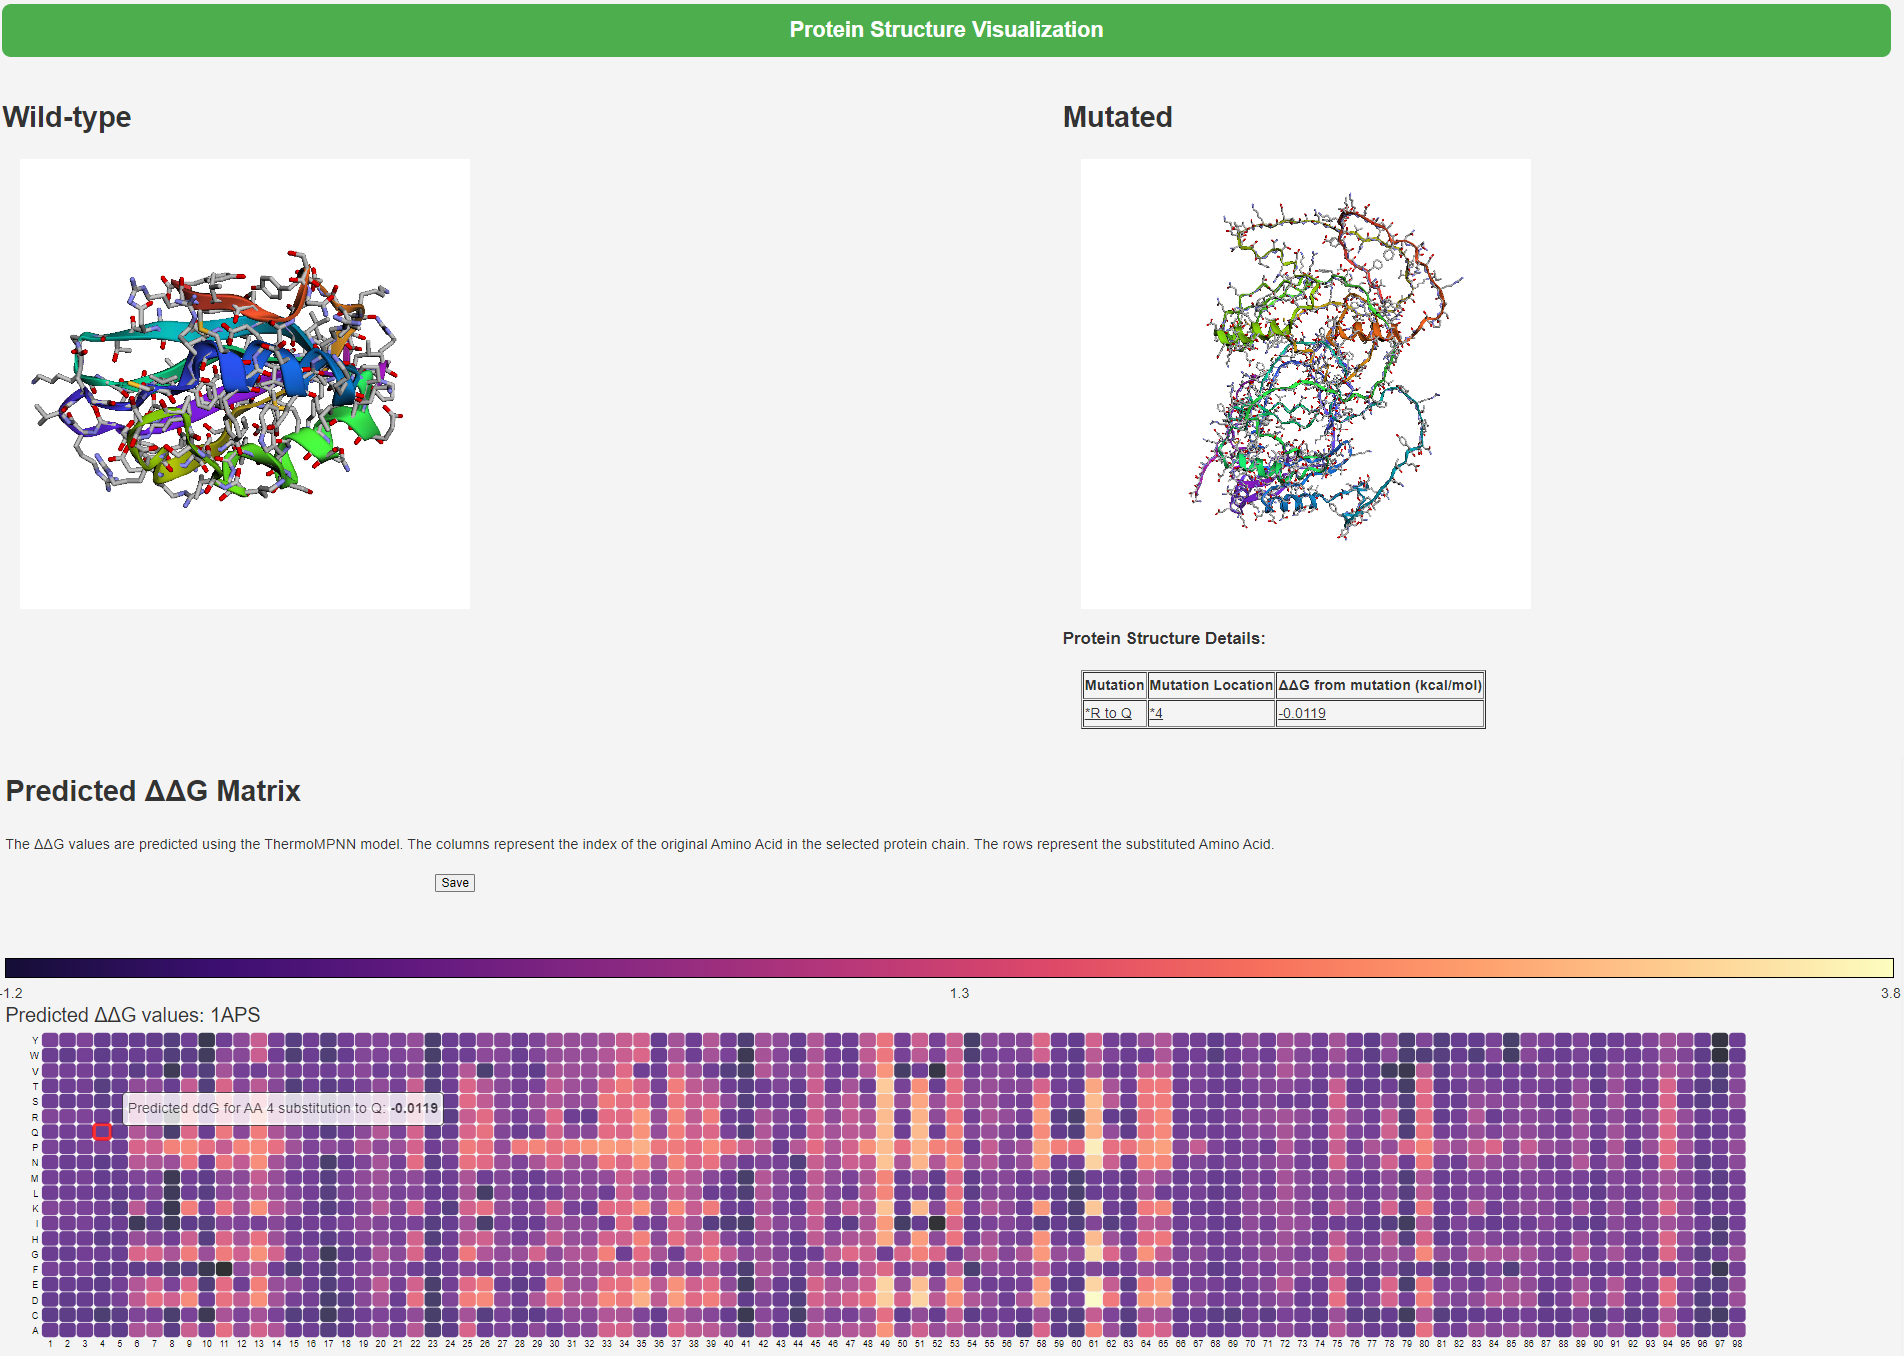 Protein Structure Visualization
Wild-type
Mutated
Protein Structure Details:
Mutation Mutation Location ΔΔG from mutation (kcal/mol)
*R to Q *4 -0.0119
Predicted ΔΔG Matrix
The ΔΔG values are predicted using the ThermoMPNN model. The columns represent the index of the original Amino Acid in the selected protein chain. The rows represent the substituted Amino Acid.
Save
-1.2 1.3 3.8
Predicted ΔΔG values: 1APS
Y
W
V
T
S
Predicted ddG for AA 4 substitution to Q: -0.0119
R
Q
P
N
M
L
K
I
H
G
F
E
D
C
A
1 2 3 4 5 6 7 8 9 10 11 12 13 14 15 16 17 18 19 20 21 22 23 24 25 26 27 28 29 30 31 32 33 34 35 36 37 38 39 40 41 42 43 44 45 46 47 48 49 50 51 52 53 54 55 56 57 58 59 60 61 62 63 64 65 66 67 68 69 70 71 72 73 74 75 76 77 78 79 80 81 82 83 84 85 86 87 88 89 90 91 92 93 94 95 96 97 98